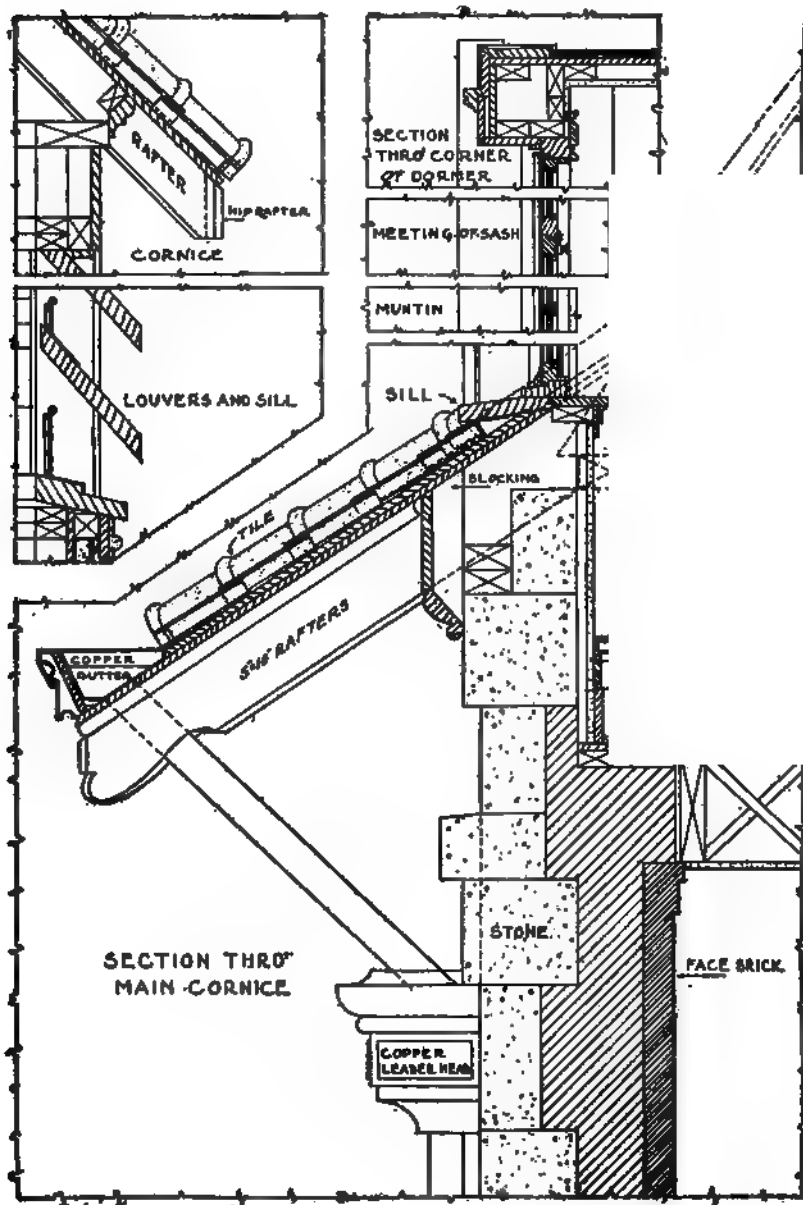 RAFTER
HIP RAFTER
CORNICE
LOUVERS AND SILL
SECTION
THRO' CORNER
OF DORMER
MEETING OF SASH
MUNTIN
SILL
BLOCKING
TILE
COPPER
GUTTER
RAFTERS
STONE
SECTION THRO'
MAIN CORNICE
FACE BRICK
COPPER
LEADER HEAD